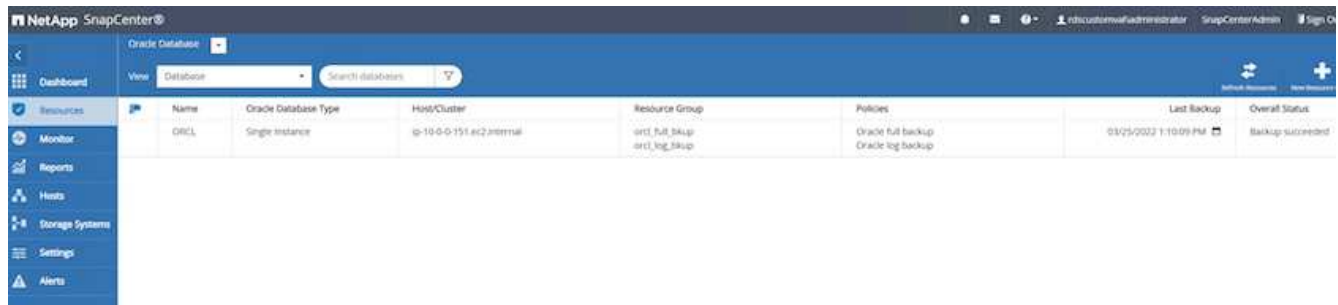 NetApp SnapCenter®
rdscustomval\administrator SnapCenterAdmin Sign O
Oracle Database
Dashboard
View Database Search databases
Refresh Resources New Resource
Resources
Name Oracle Database Type Host/Cluster Resource Group Policies Last Backup Overall Status
ORCL Single Instance ip-10-0-0-151.ec2.internal orcl_full_bkup Oracle full backup 03/25/2022 1:10:09 PM Backup succeeded
orcl_log_bkup Oracle log backup
Monitor
Reports
Hosts
Storage Systems
Settings
Alerts